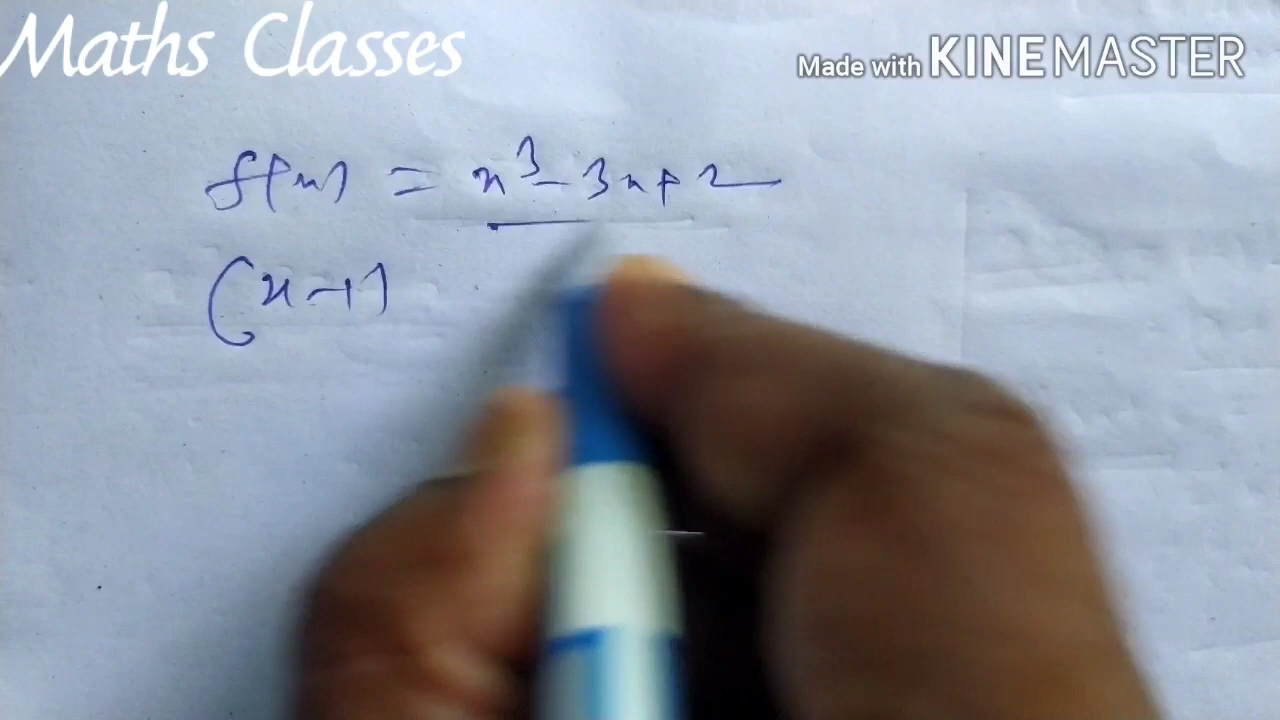 Maths Classes
Made with KINEMASTER
f(x) = x³ - 3x + 2
(x-1)